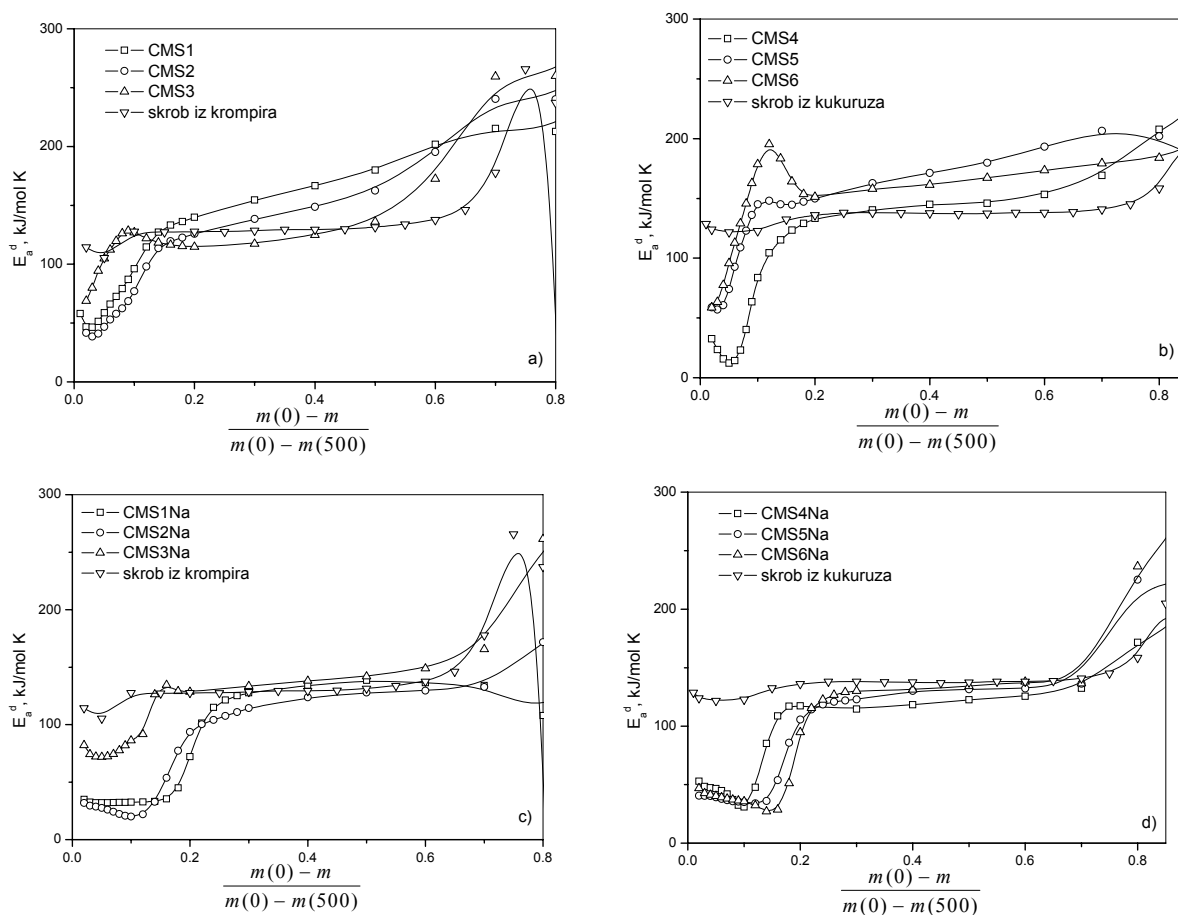 300
200
100
0
E_a^d, kJ/mol K
CMS1
CMS2
CMS3
skrob iz krompira
a)
0.0 0.2 0.4 0.6 0.8
m(0) − m
m(0) − m(500)
300
200
100
0
E_a^d, kJ/mol K
CMS4
CMS5
CMS6
skrob iz kukuruza
b)
0.0 0.2 0.4 0.6 0.8
m(0) − m
m(0) − m(500)
300
200
100
0
E_a^d, kJ/mol K
CMS1Na
CMS2Na
CMS3Na
skrob iz krompira
c)
0.0 0.2 0.4 0.6 0.8
m(0) − m
m(0) − m(500)
300
200
100
0
E_a^d, kJ/mol K
CMS4Na
CMS5Na
CMS6Na
skrob iz kukuruza
d)
0.0 0.2 0.4 0.6 0.8
m(0) − m
m(0) − m(500)